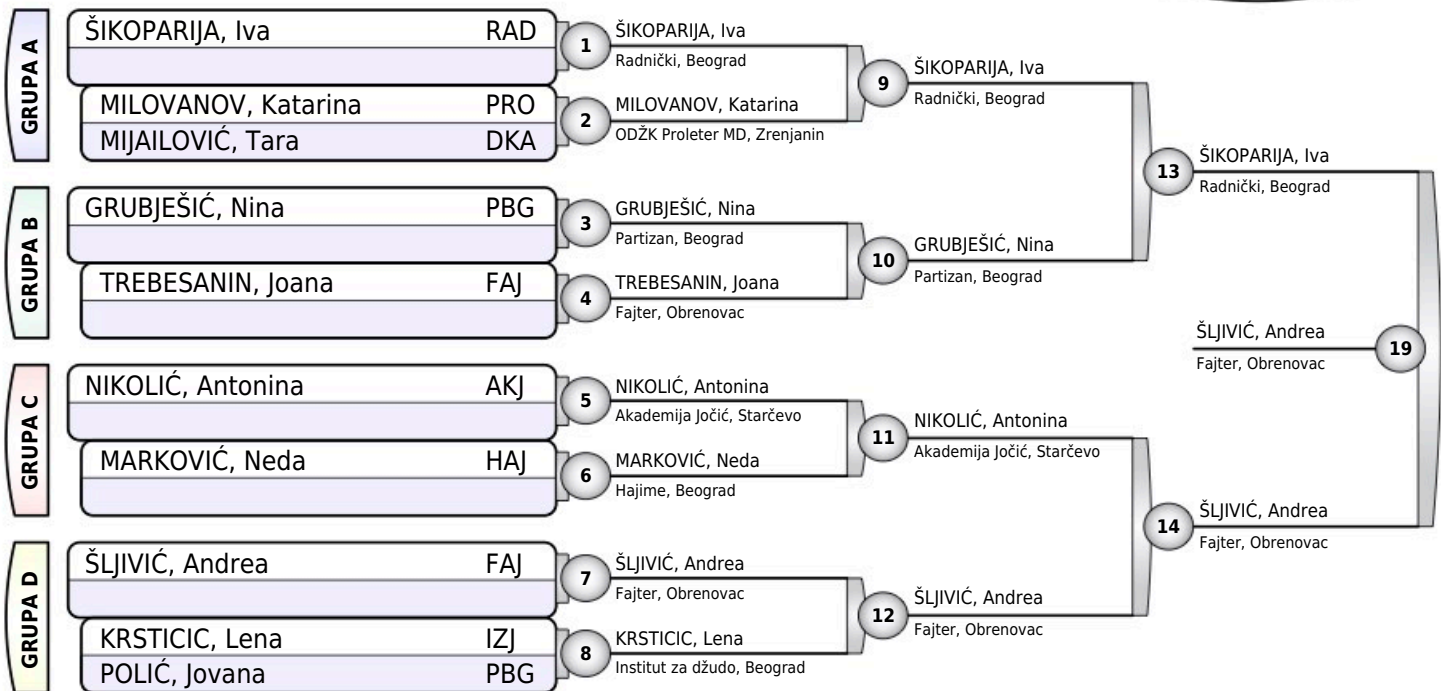 GRUPA A
ŠIKOPARIJA, Iva RAD
MILOVANOV, Katarina PRO
MIJAILOVIĆ, Tara DKA
GRUPA B
GRUBJEŠIĆ, Nina PBG
TREBESANIN, Joana FAJ
GRUPA C
NIKOLIĆ, Antonina AKJ
MARKOVIĆ, Neda HAJ
GRUPA D
ŠLJIVIĆ, Andrea FAJ
KRSTICIC, Lena IZJ
POLIĆ, Jovana PBG
1
ŠIKOPARIJA, Iva
Radnički, Beograd
2
MILOVANOV, Katarina
ODŽK Proleter MD, Zrenjanin
3
GRUBJEŠIĆ, Nina
Partizan, Beograd
4
TREBESANIN, Joana
Fajter, Obrenovac
5
NIKOLIĆ, Antonina
Akademija Jočić, Starčevo
6
MARKOVIĆ, Neda
Hajime, Beograd
7
ŠLJIVIĆ, Andrea
Fajter, Obrenovac
8
KRSTICIC, Lena
Institut za džudo, Beograd
9
ŠIKOPARIJA, Iva
Radnički, Beograd
10
GRUBJEŠIĆ, Nina
Partizan, Beograd
11
NIKOLIĆ, Antonina
Akademija Jočić, Starčevo
12
ŠLJIVIĆ, Andrea
Fajter, Obrenovac
13
ŠIKOPARIJA, Iva
Radnički, Beograd
14
ŠLJIVIĆ, Andrea
Fajter, Obrenovac
ŠLJIVIĆ, Andrea
Fajter, Obrenovac
19